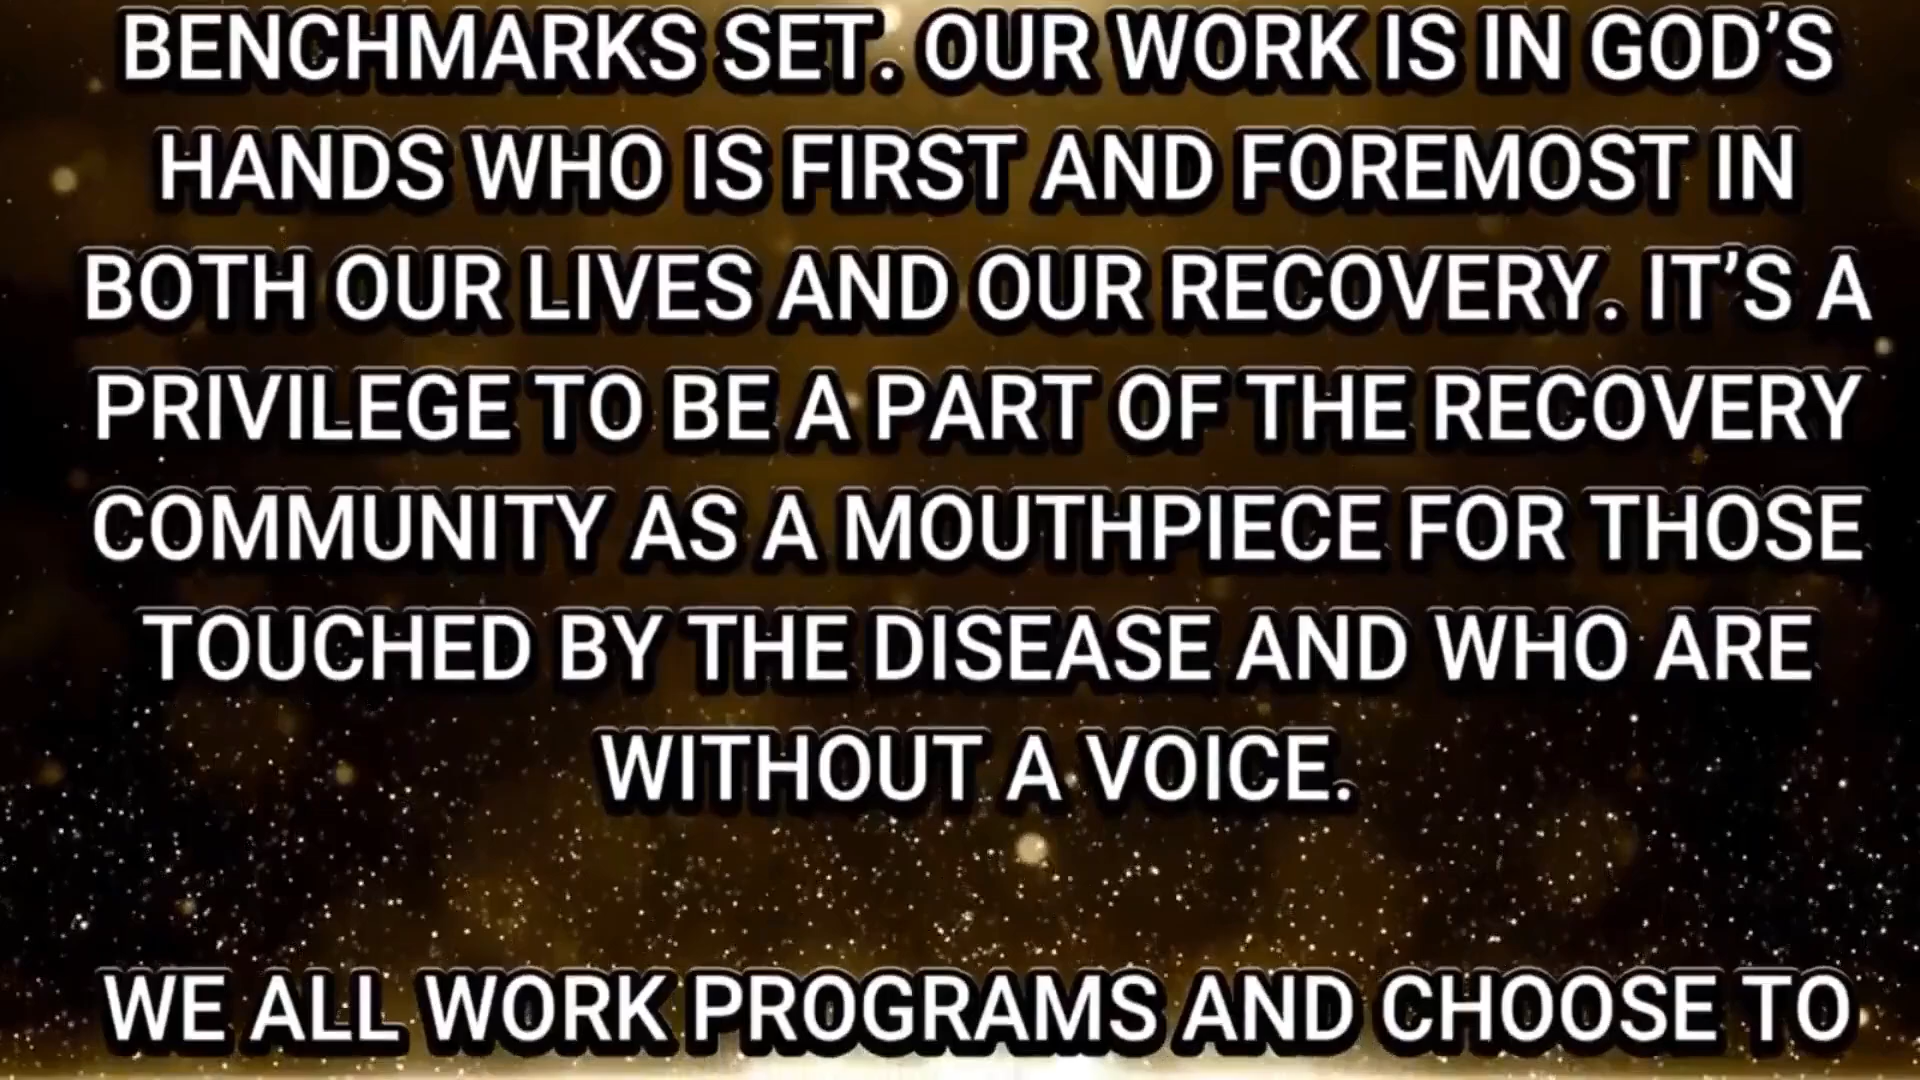 BENCHMARKS SET. OUR WORK IS IN GOD’S
HANDS WHO IS FIRST AND FOREMOST IN
BOTH OUR LIVES AND OUR RECOVERY. IT’S A
PRIVILEGE TO BE A PART OF THE RECOVERY
COMMUNITY AS A MOUTHPIECE FOR THOSE
TOUCHED BY THE DISEASE AND WHO ARE
WITHOUT A VOICE.
WE ALL WORK PROGRAMS AND CHOOSE TO